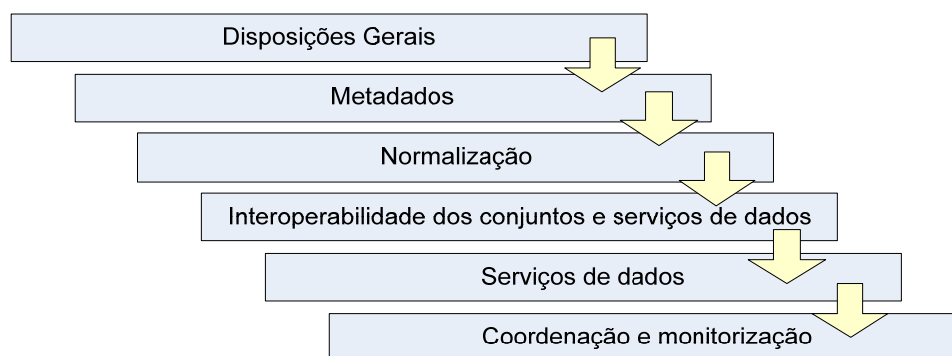 Disposições Gerais
Metadados
Normalização
Interoperabilidade dos conjuntos e serviços de dados
Serviços de dados
Coordenação e monitorização